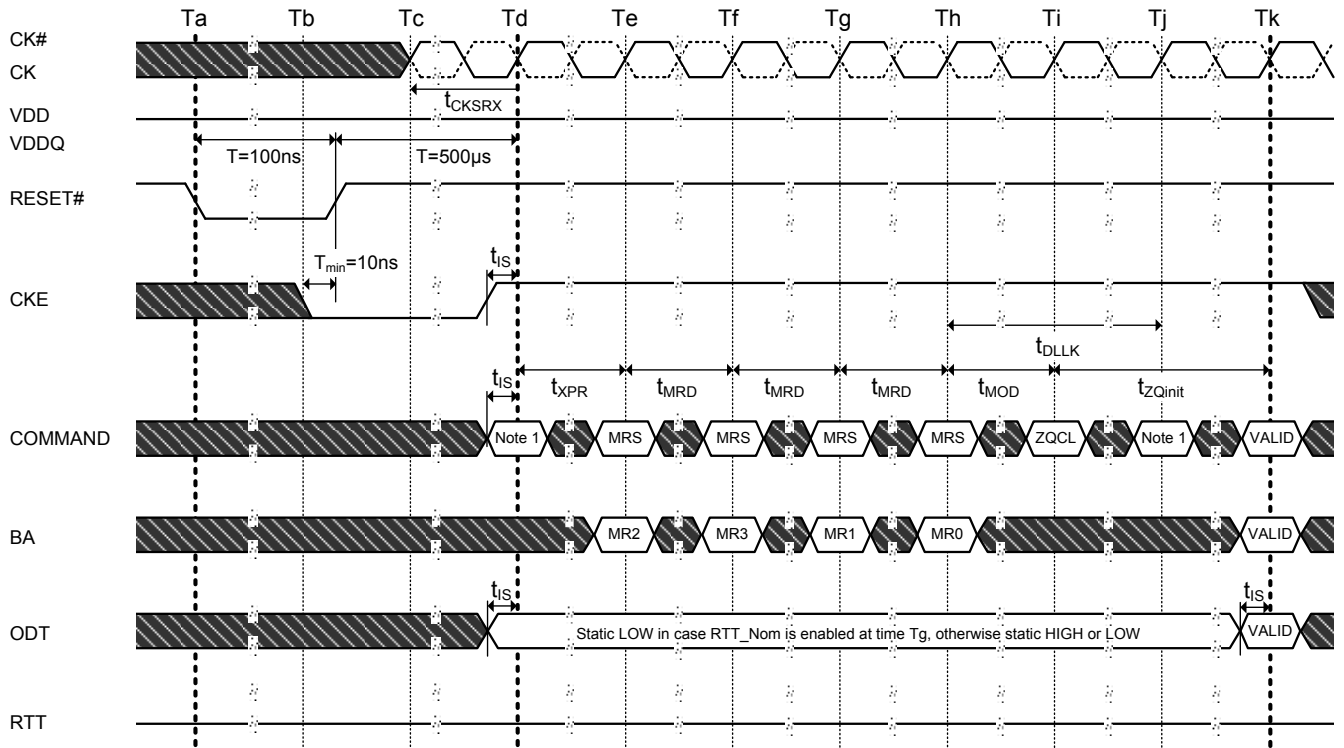 Ta Tb Tc Td Te Tf Tg Th Ti Tj Tk
CK#
CK
tCKSRX
VDD
VDDQ
T=100ns T=500µs
RESET#
Tmin=10ns tIS
CKE
tDLLK
tIS tXPR tMRD tMRD tMRD tMOD tZQinit
COMMAND Note 1 MRS MRS MRS MRS ZQCL Note 1 VALID
BA MR2 MR3 MR1 MR0 VALID
tIS tIS
ODT Static LOW in case RTT_Nom is enabled at time Tg, otherwise static HIGH or LOW VALID
RTT